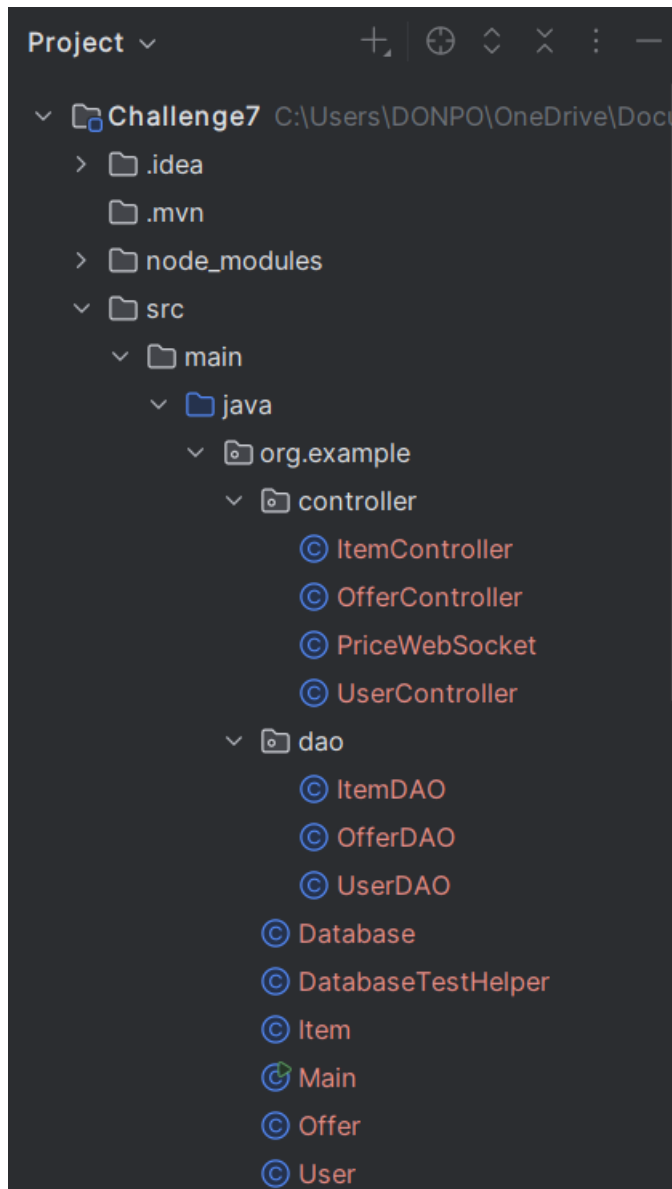 Project
Challenge7 C:\Users\DONPO\OneDrive\Docu
.idea
.mvn
node_modules
src
main
java
org.example
controller
ItemController
OfferController
PriceWebSocket
UserController
dao
ItemDAO
OfferDAO
UserDAO
Database
DatabaseTestHelper
Item
Main
Offer
User